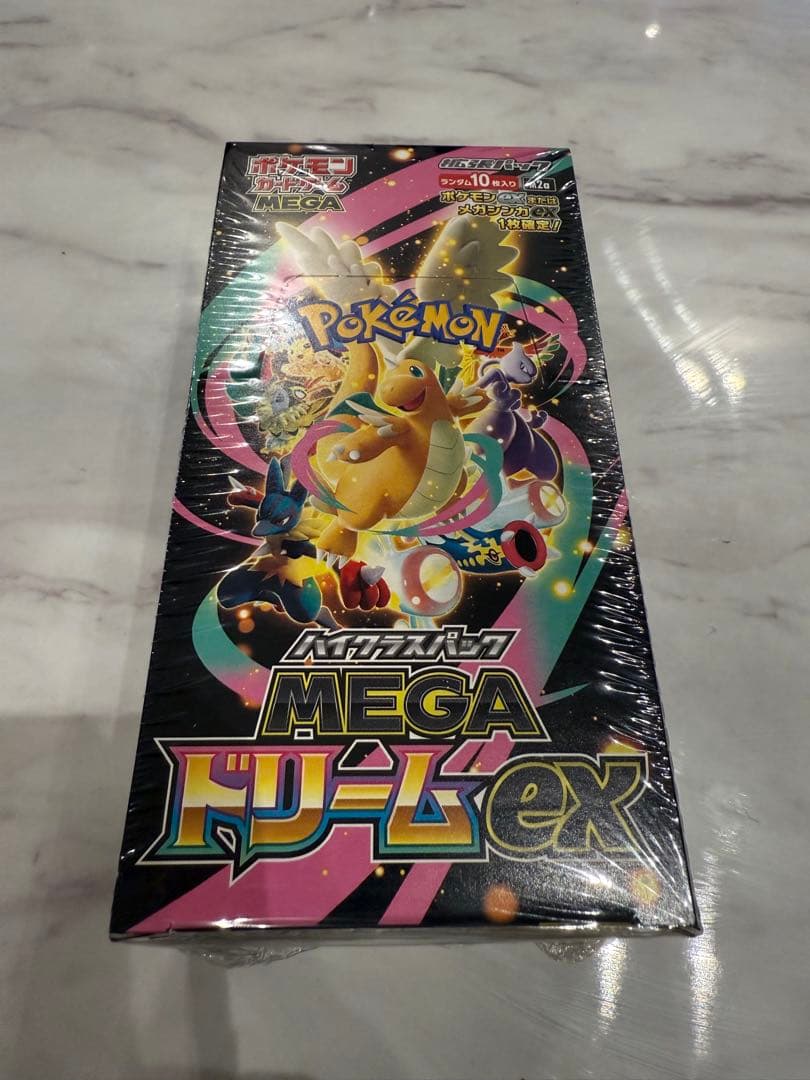 ポケモン
カードゲーム
MEGA
拡張パック
ランダム10枚入り
M2a
ポケモンexまたは
メガシンカex
1枚確定!
POKéMON
TM
ハイクラスパック
MEGA
ドリームex